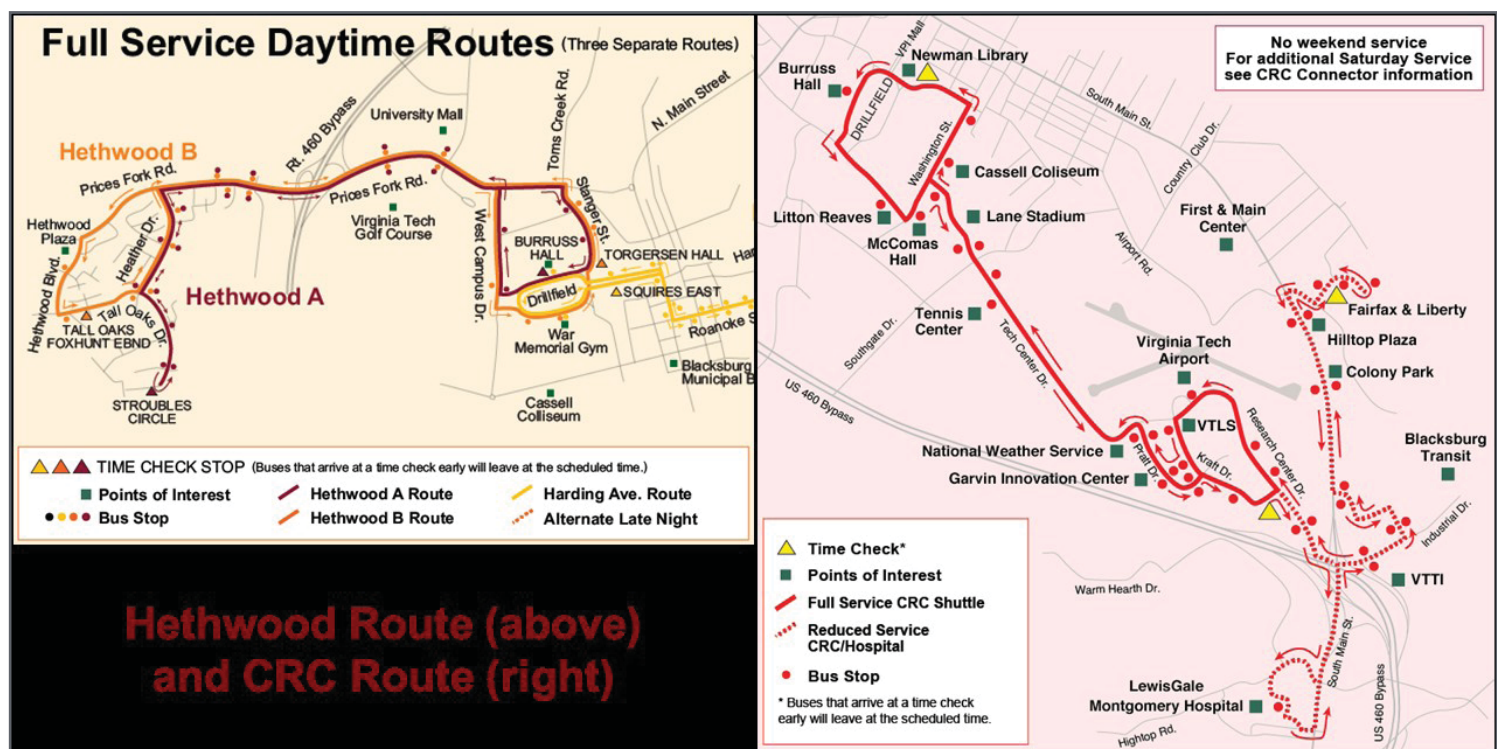 Full Service Daytime Routes (Three Separate Routes)
Hethwood B
Prices Fork Rd.
Rt. 460 Bypass
University Mall
Toms Creek Rd.
N. Main Street
Prices Fork Rd.
Hethwood
Plaza
Heather Dr.
Hethwood Blvd.
Hethwood A
Virginia Tech
Golf Course
West Campus Dr.
Stanger St.
BURRUSS
HALL
TORGERSEN HALL
Drillfield
SQUIRES EAST
Tall Oaks Dr.
TALL OAKS
FOXHUNT EBND
War
Memorial Gym
Roanoke S
Blacksburg
Municipal B
STROUBLES
CIRCLE
Cassell
Colliseum
Har
TIME CHECK STOP (Buses that arrive at a time check early will leave at the scheduled time.)
Points of Interest
Hethwood A Route
Harding Ave. Route
Bus Stop
Hethwood B Route
Alternate Late Night
Hethwood Route (above)
and CRC Route (right)
No weekend service
For additional Saturday Service
see CRC Connector information
VPI Mall
Newman Library
Burruss
Hall
DRILLFIELD
South Main St.
Country Club Dr.
Washington St.
Cassell Coliseum
Litton Reaves
McComas
Hall
Lane Stadium
First & Main
Center
Airport Rd.
Fairfax & Liberty
Hilltop Plaza
Colony Park
Tennis
Center
Southgate Dr.
Tech Center Dr.
Virginia Tech
Airport
US 460 Bypass
VTLS
Research Center Dr.
National Weather Service
Pratt Dr.
Kraft Dr.
Garvin Innovation Center
Blacksburg
Transit
Industrial Dr.
VTTI
Warm Hearth Dr.
South Main St.
US 460 Bypass
LewisGale
Montgomery Hospital
Hightop Rd.
Time Check*
Points of Interest
Full Service CRC Shuttle
Reduced Service
CRC/Hospital
Bus Stop
* Buses that arrive at a time check
early will leave at the scheduled time.